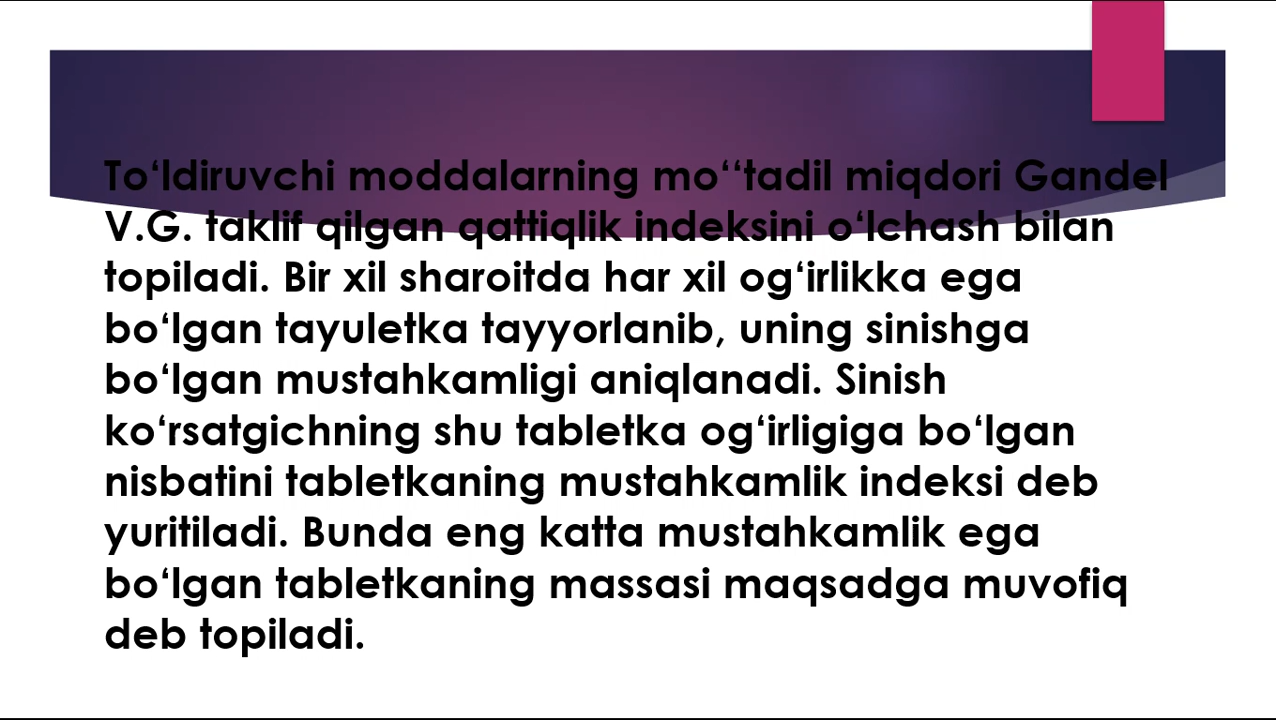 To‘ldiruvchi moddalarning mo‘‘tadil miqdori Gandel
V.G. taklif qilgan qattiqlik indeksini o‘lchash bilan
topiladi. Bir xil sharoitda har xil og‘irlikka ega
bo‘lgan tayuletka tayyorlanib, uning sinishga
bo‘lgan mustahkamligi aniqlanadi. Sinish
ko‘rsatgichning shu tabletka og‘irligiga bo‘lgan
nisbatini tabletkaning mustahkamlik indeksi deb
yuritiladi. Bunda eng katta mustahkamlik ega
bo‘lgan tabletkaning massasi maqsadga muvofiq
deb topiladi.